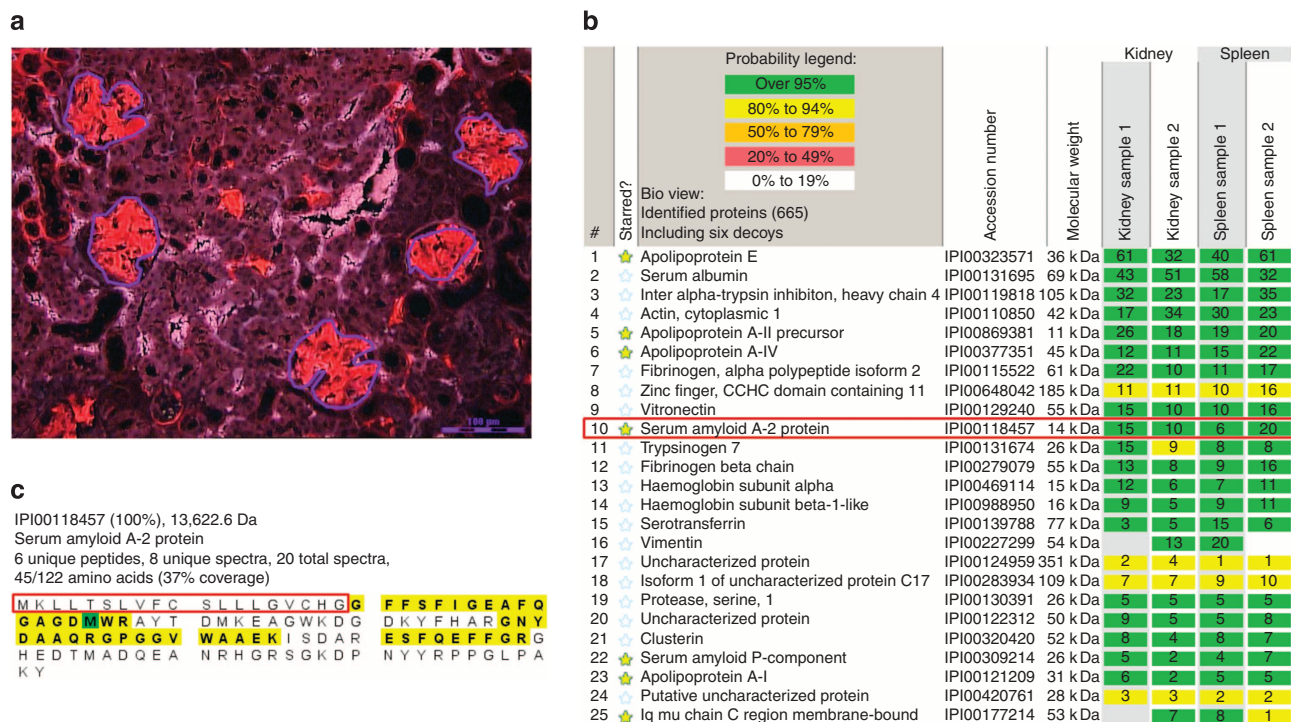 a
100 µm
b
Probability legend:
Over 95%
80% to 94%
50% to 79%
20% to 49%
0% to 19%
Bio view:
Identified proteins (665)
Including six decoys
# Starred? Accession number Molecular weight Kidney Spleen
Kidney sample 1 Kidney sample 2 Spleen sample 1 Spleen sample 2
1 Apolipoprotein E IPI00323571 36 kDa 61 32 40 61
2 Serum albumin IPI00131695 69 kDa 43 51 58 32
3 Inter alpha-trypsin inhibiton, heavy chain 4 IPI00119818 105 kDa 32 23 17 35
4 Actin, cytoplasmic 1 IPI00110850 42 kDa 17 34 30 23
5 Apolipoprotein A-II precursor IPI00869381 11 kDa 26 18 19 20
6 Apolipoprotein A-IV IPI00377351 45 kDa 12 11 15 22
7 Fibrinogen, alpha polypeptide isoform 2 IPI00115522 61 kDa 22 10 11 17
8 Zinc finger, CCHC domain containing 11 IPI00648042 185 kDa 11 11 10 16
9 Vitronectin IPI00129240 55 kDa 15 10 10 16
10 Serum amyloid A-2 protein IPI00118457 14 kDa 15 10 6 20
11 Trypsinogen 7 IPI00131674 26 kDa 15 9 8 8
12 Fibrinogen beta chain IPI00279079 55 kDa 13 8 9 16
13 Haemoglobin subunit alpha IPI00469114 15 kDa 12 6 7 11
14 Haemoglobin subunit beta-1-like IPI00988950 16 kDa 9 5 9 11
15 Serotransferrin IPI00139788 77 kDa 3 5 15 6
16 Vimentin IPI00227299 54 kDa 13 20
17 Uncharacterized protein IPI00124959 351 kDa 2 4 1 1
18 Isoform 1 of uncharacterized protein C17 IPI00283934 109 kDa 7 7 9 10
19 Protease, serine, 1 IPI00130391 26 kDa 5 5 5 5
20 Uncharacterized protein IPI00122312 50 kDa 9 5 5 8
21 Clusterin IPI00320420 52 kDa 8 4 8 7
22 Serum amyloid P-component IPI00309214 26 kDa 5 2 4 7
23 Apolipoprotein A-I IPI00121209 31 kDa 6 2 5 5
24 Putative uncharacterized protein IPI00420761 28 kDa 3 3 2 2
25 Ig mu chain C region membrane-bound IPI00177214 53 kDa 7 8 1
c
IPI00118457 (100%), 13,622.6 Da
Serum amyloid A-2 protein
6 unique peptides, 8 unique spectra, 20 total spectra,
45/122 amino acids (37% coverage)
MKLLTSLVFC SLLLGVCHGG FFSFIGEAFQ
GAGDMWRAYT DMKEAGWKDG DKYFHARGNY
DAAQRGPGGV WAAEKISDAR ESFQEFFGRG
HEDTMADQEA NRHGRSGKDP NYYRPPGLPA
KY